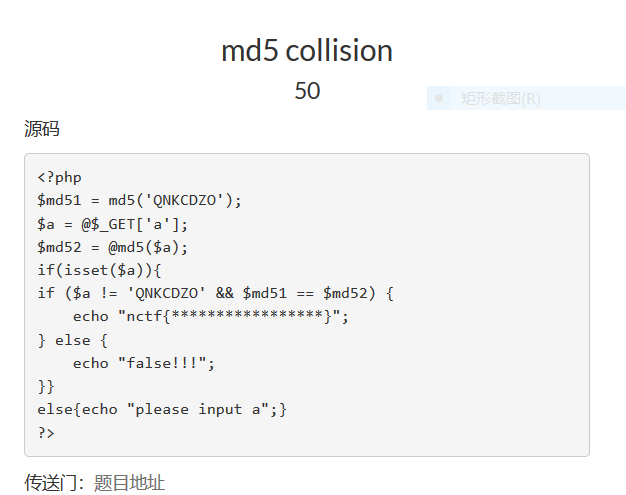 md5 collision
50
矩形截图(R)
源码
<?php
$md51 = md5('QNKCDZO');
$a = @$_GET['a'];
$md52 = @md5($a);
if(isset($a)){
if ($a != 'QNKCDZO' && $md51 == $md52) {
    echo "nctf{*****************}";
} else {
    echo "false!!!";
}}
else{echo "please input a";}
?>
传送门：题目地址